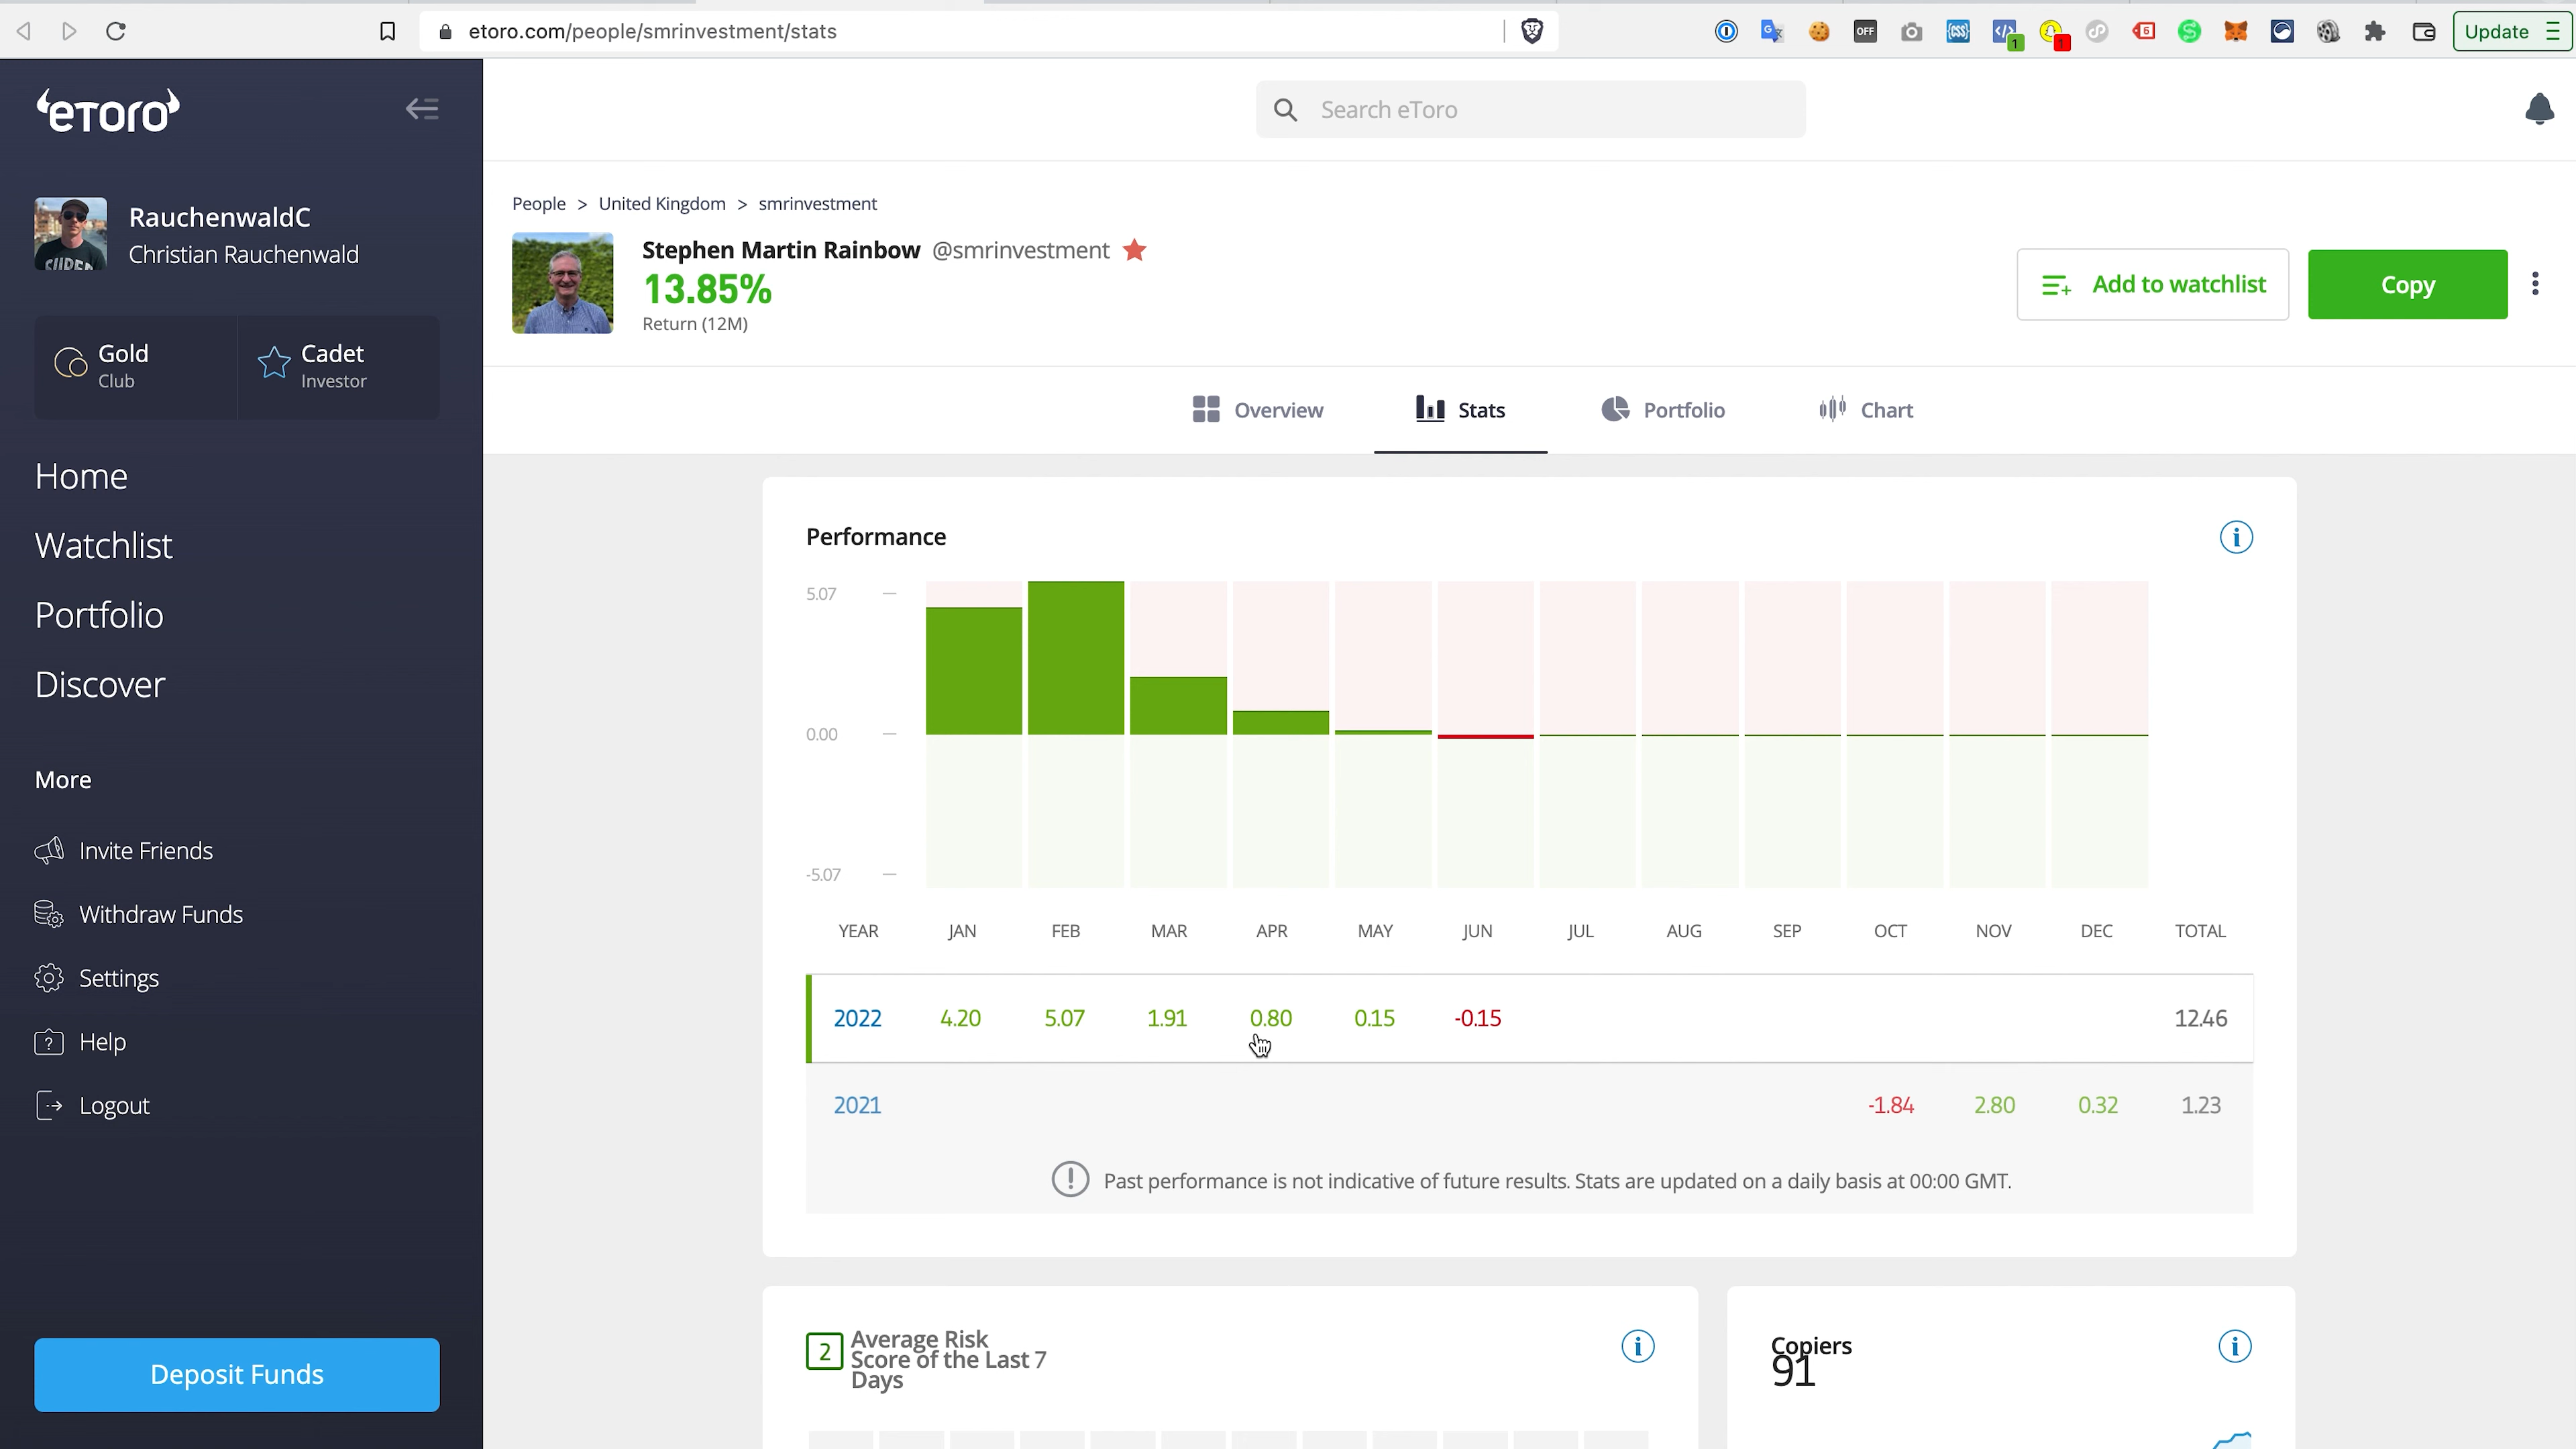 etoro.com/people/smrinvestment/stats
OFF
{CSS}
1
1
6
Update
eToro
Search eToro
RauchenwaldC
Christian Rauchenwald
Gold
Club
Cadet
Investor
Home
Watchlist
Portfolio
Discover
More
Invite Friends
Withdraw Funds
Settings
Help
Logout
Deposit Funds
People > United Kingdom > smrinvestment
Stephen Martin Rainbow @smrinvestment
13.85%
Return (12M)
Add to watchlist
Copy
Overview
Stats
Portfolio
Chart
Performance
5.07
0.00
-5.07
YEAR JAN FEB MAR APR MAY JUN JUL AUG SEP OCT NOV DEC TOTAL
2022 4.20 5.07 1.91 0.80 0.15 -0.15 12.46
2021 -1.84 2.80 0.32 1.23
Past performance is not indicative of future results. Stats are updated on a daily basis at 00:00 GMT.
2
Average Risk
Score of the Last 7
Days
Copiers
91